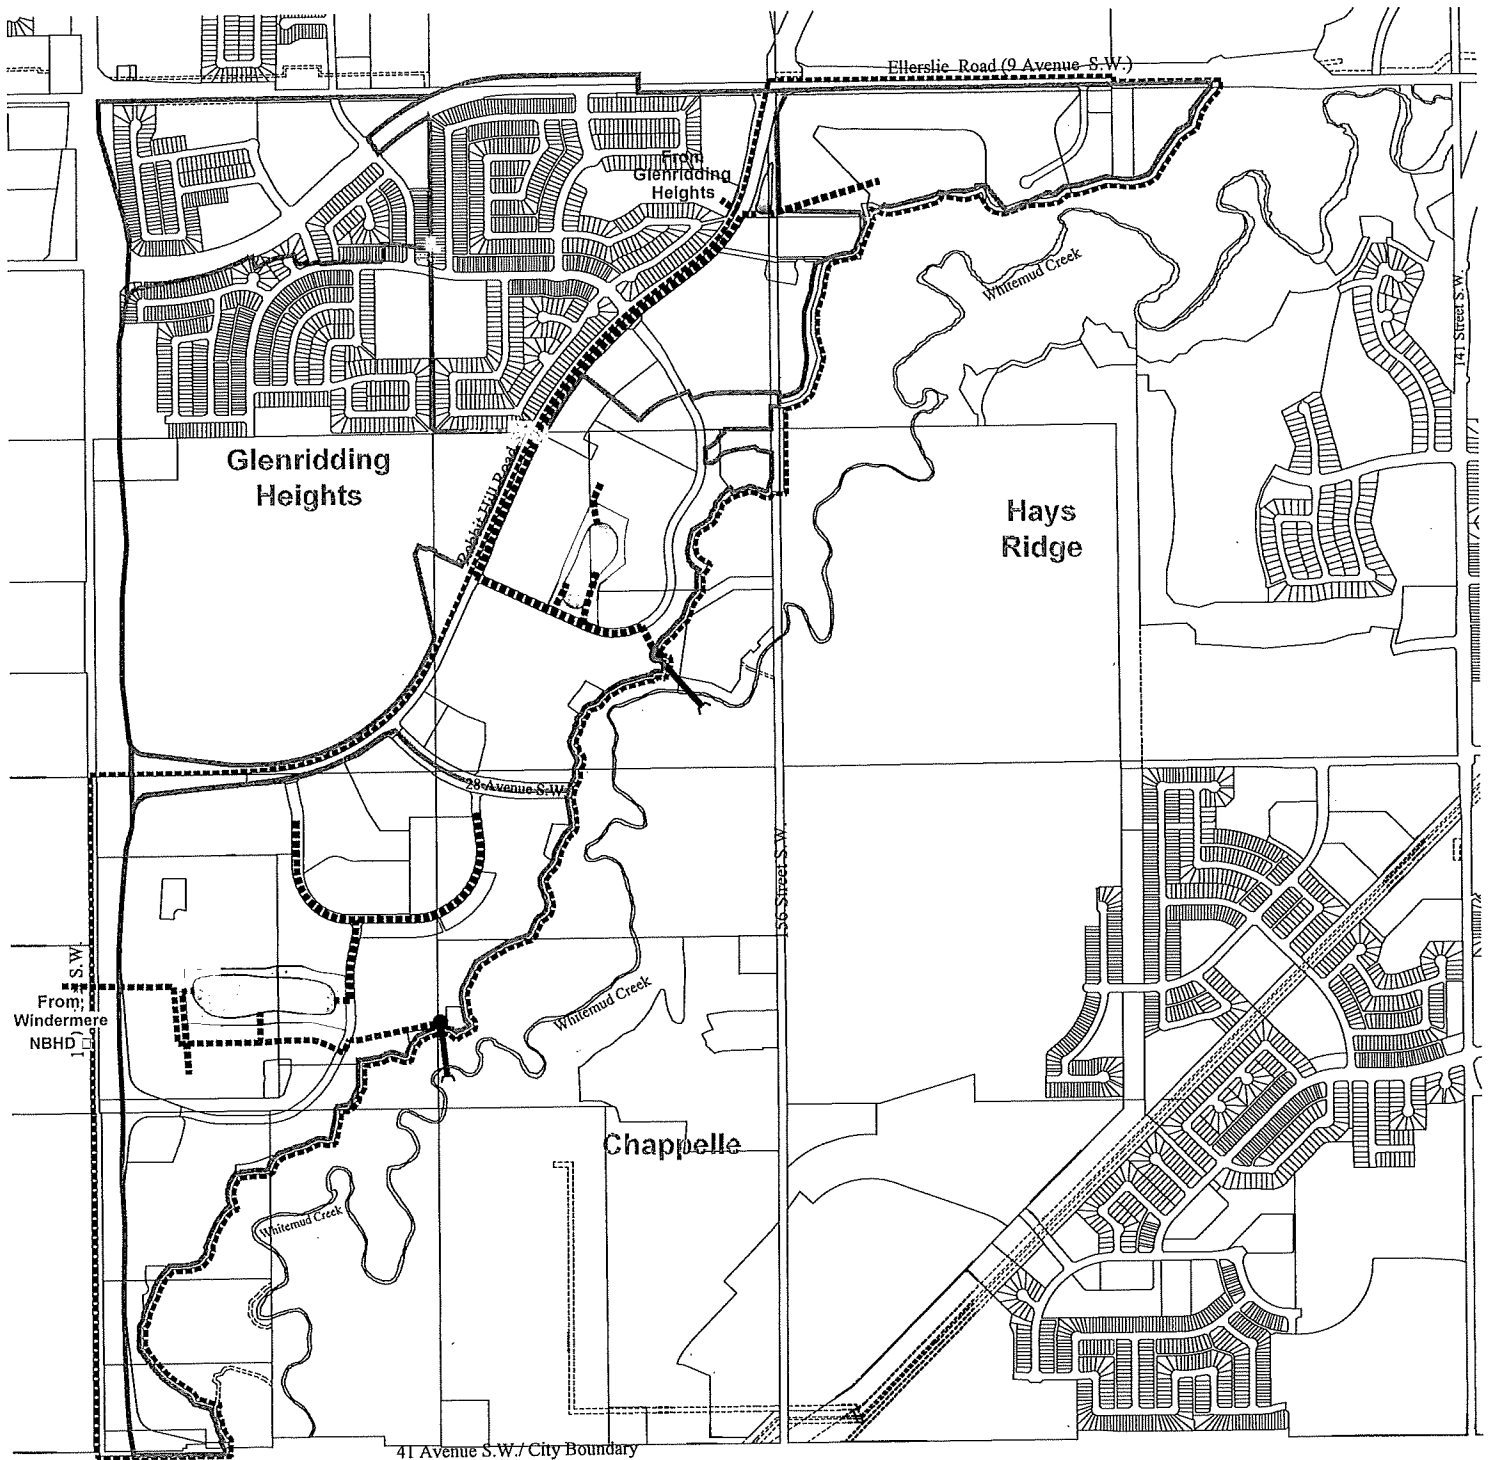 Ellerslie Road (9 Avenue S.W.)
From
Glenridding
Heights
Whitemud Creek
141 Street S.W.
Glenridding
Heights
Rabbit Hill Road
Hays
Ridge
28 Avenue S.W.
156 Street S.W.
S.W.
From
Windermere
NBHD
Whitemud Creek
Chappelle
Whitemud Creek
41 Avenue S.W./ City Boundary